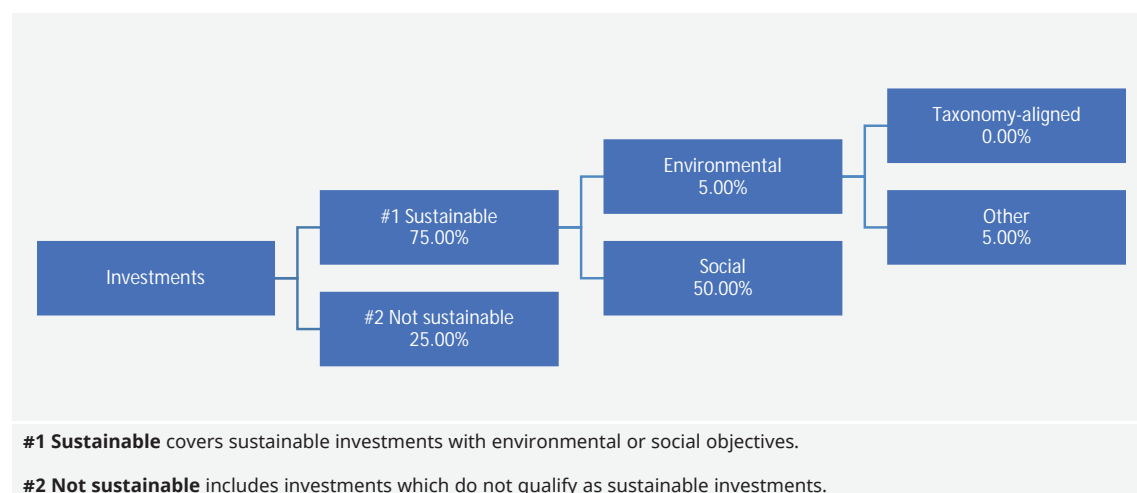 Investments
#1 Sustainable
75.00%
#2 Not sustainable
25.00%
Environmental
5.00%
Social
50.00%
Taxonomy-aligned
0.00%
Other
5.00%
#1 Sustainable covers sustainable investments with environmental or social objectives.
#2 Not sustainable includes investments which do not qualify as sustainable investments.